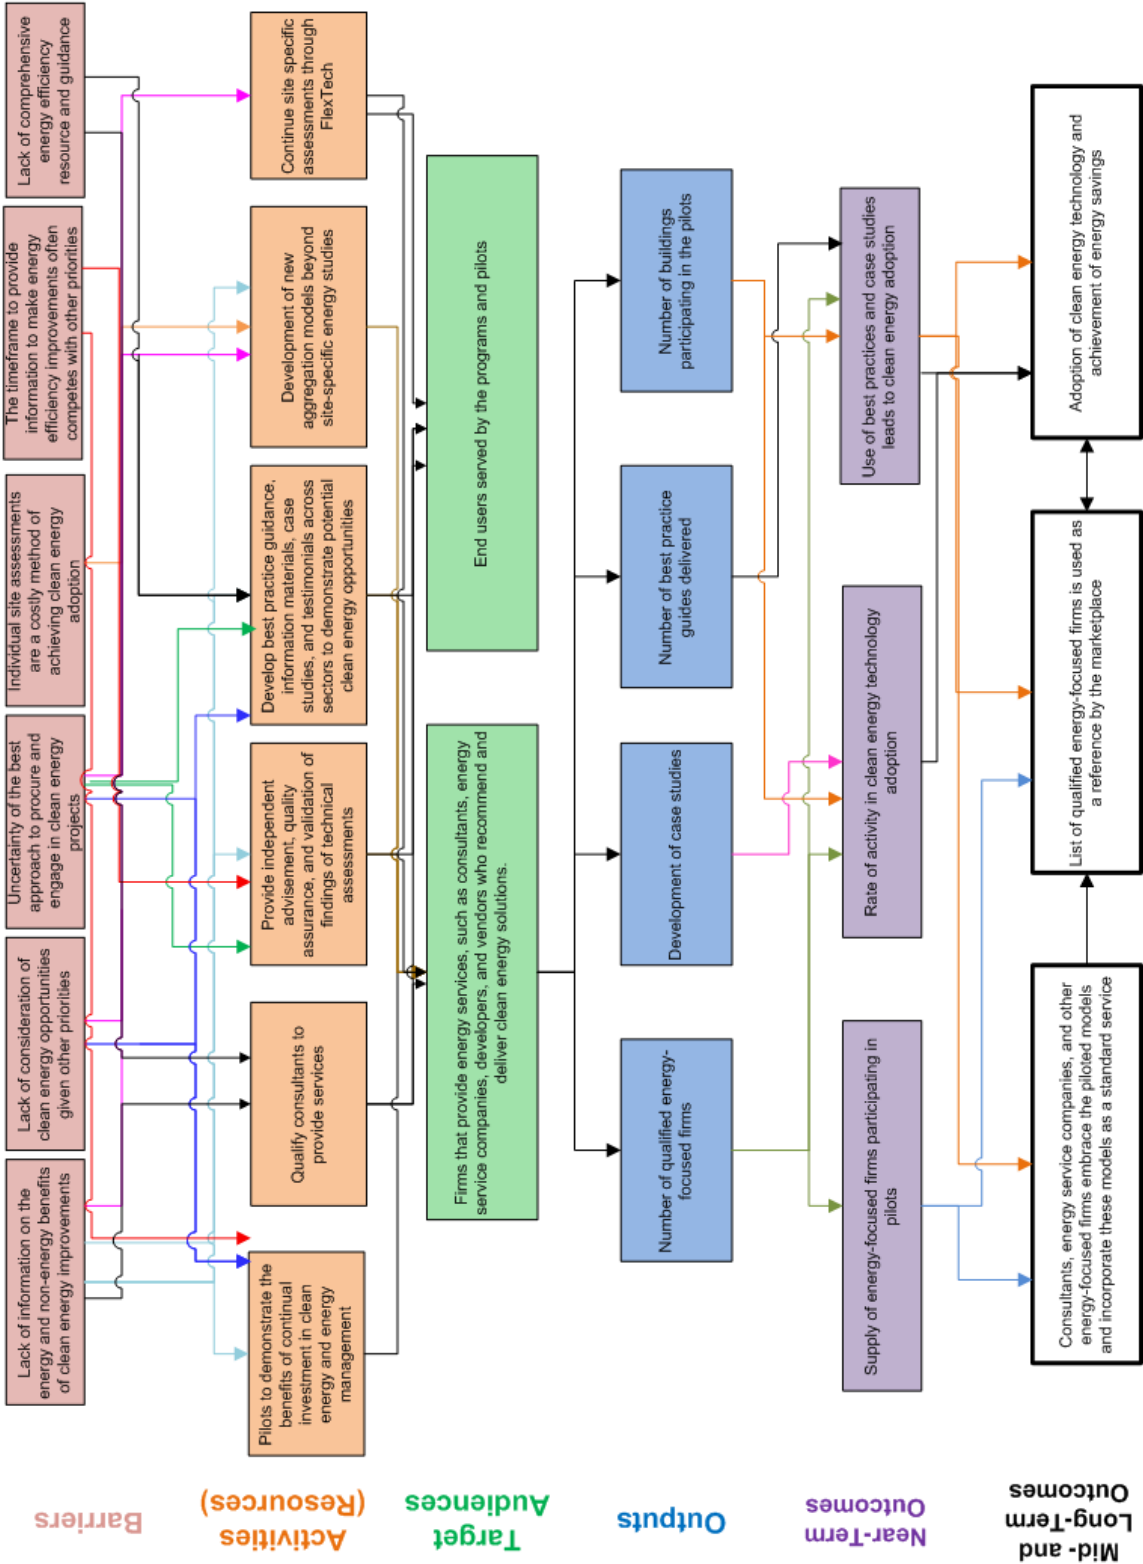 Barriers
Lack of information on the
energy and non-energy benefits
of clean energy improvements
Lack of consideration of
clean energy opportunities
given other priorities
Uncertainty of the best
approach to procure and
engage in clean energy
projects
Individual site assessments
are a costly method of
achieving clean energy
adoption
The timeframe to provide
information to make energy
efficiency improvements often
competes with other priorities
Lack of comprehensive
energy efficiency
resource and guidance
Activities
(Resources)
Pilots to demonstrate the
benefits of continual
investment in clean
energy and energy
management
Qualify consultants to
provide services
Provide independent
advisement, quality
assurance, and validation of
findings of technical
assessments
Develop best practice guidance,
information materials, case
studies, and testimonials across
sectors to demonstrate potential
clean energy opportunities
Development of new
aggregation models beyond
site-specific energy studies
Continue site specific
assessments through
FlexTech
Target
Audiences
Firms that provide energy services, such as consultants, energy
service companies, developers, and vendors who recommend and
deliver clean energy solutions.
End users served by the programs and pilots
Outputs
Number of qualified energy-
focused firms
Development of case studies
Number of best practice
guides delivered
Number of buildings
participating in the pilots
Near-Term
Outcomes
Supply of energy-focused firms participating in
pilots
Rate of activity in clean energy technology
adoption
Use of best practices and case studies
leads to clean energy adoption
Mid- and
Long-Term
Outcomes
Consultants, energy service companies, and other
energy-focused firms embrace the piloted models
and incorporate these models as a standard service
List of qualified energy-focused firms is used as
a reference by the marketplace
Adoption of clean energy technology and
achievement of energy savings